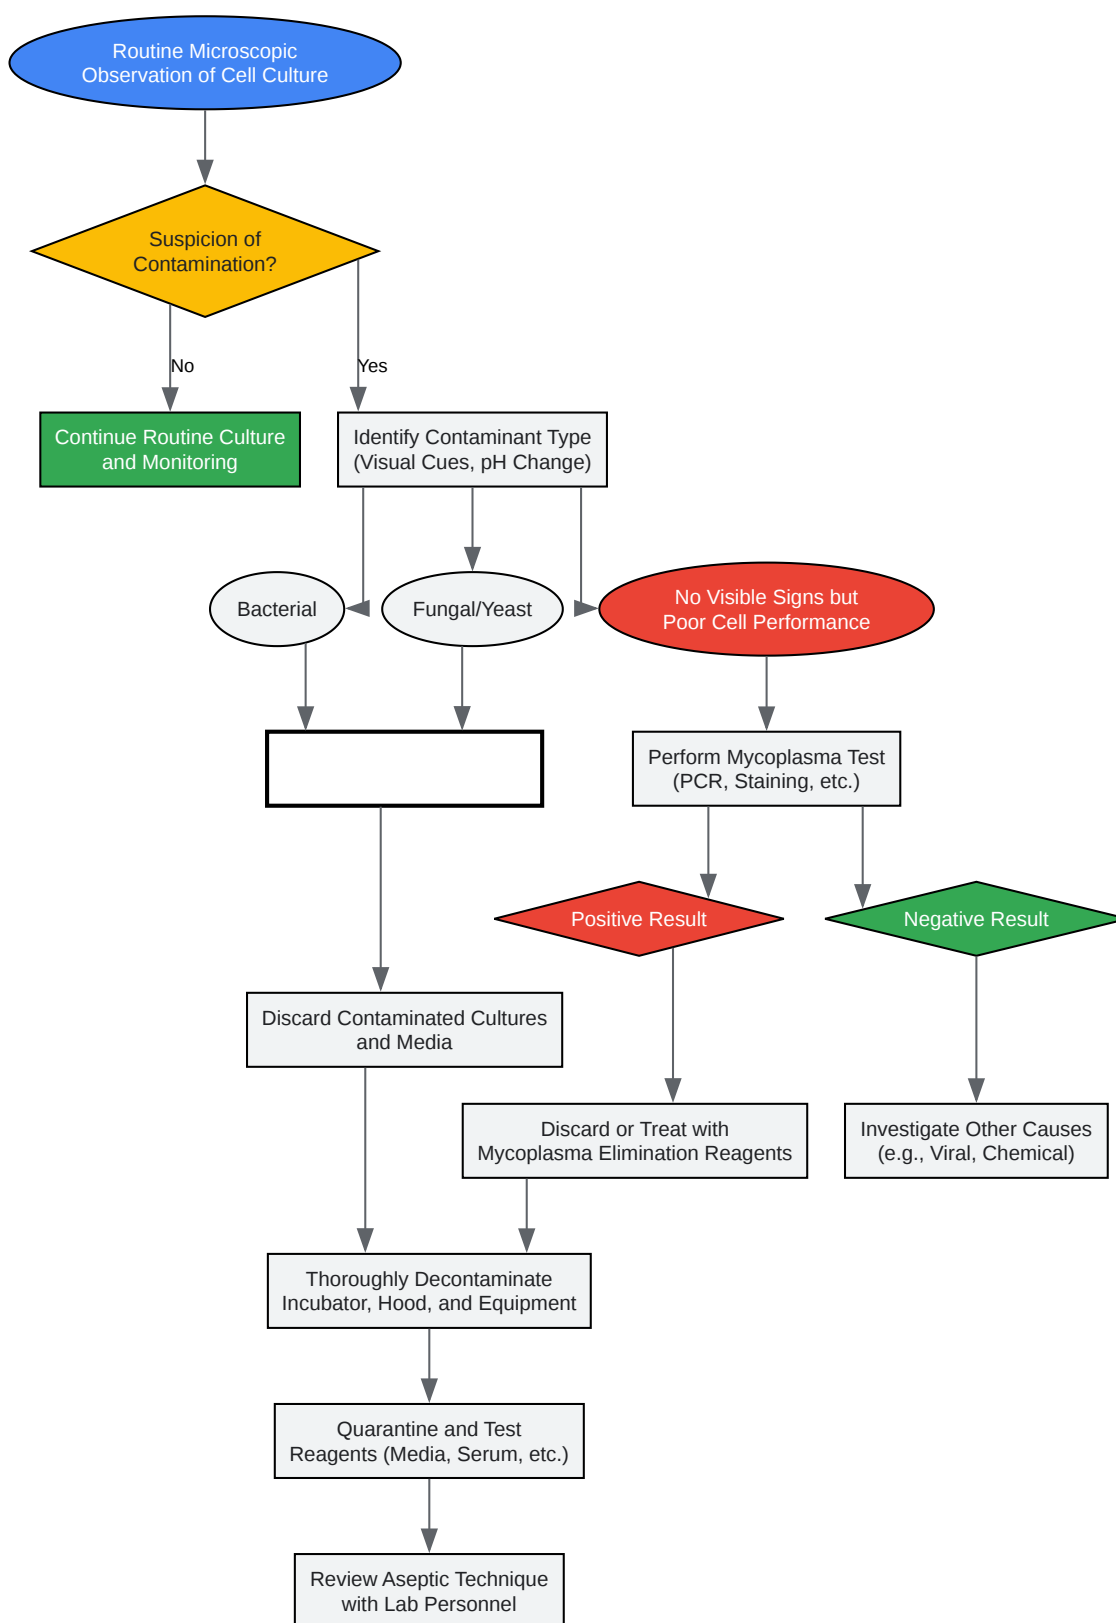 Routine Microscopic
Observation of Cell Culture
Suspicion of
Contamination?
No
Yes
Continue Routine Culture
and Monitoring
Identify Contaminant Type
(Visual Cues, pH Change)
Bacterial
Fungal/Yeast
No Visible Signs but
Poor Cell Performance
Perform Mycoplasma Test
(PCR, Staining, etc.)
Positive Result
Negative Result
Discard Contaminated Cultures
and Media
Discard or Treat with
Mycoplasma Elimination Reagents
Investigate Other Causes
(e.g., Viral, Chemical)
Thoroughly Decontaminate
Incubator, Hood, and Equipment
Quarantine and Test
Reagents (Media, Serum, etc.)
Review Aseptic Technique
with Lab Personnel